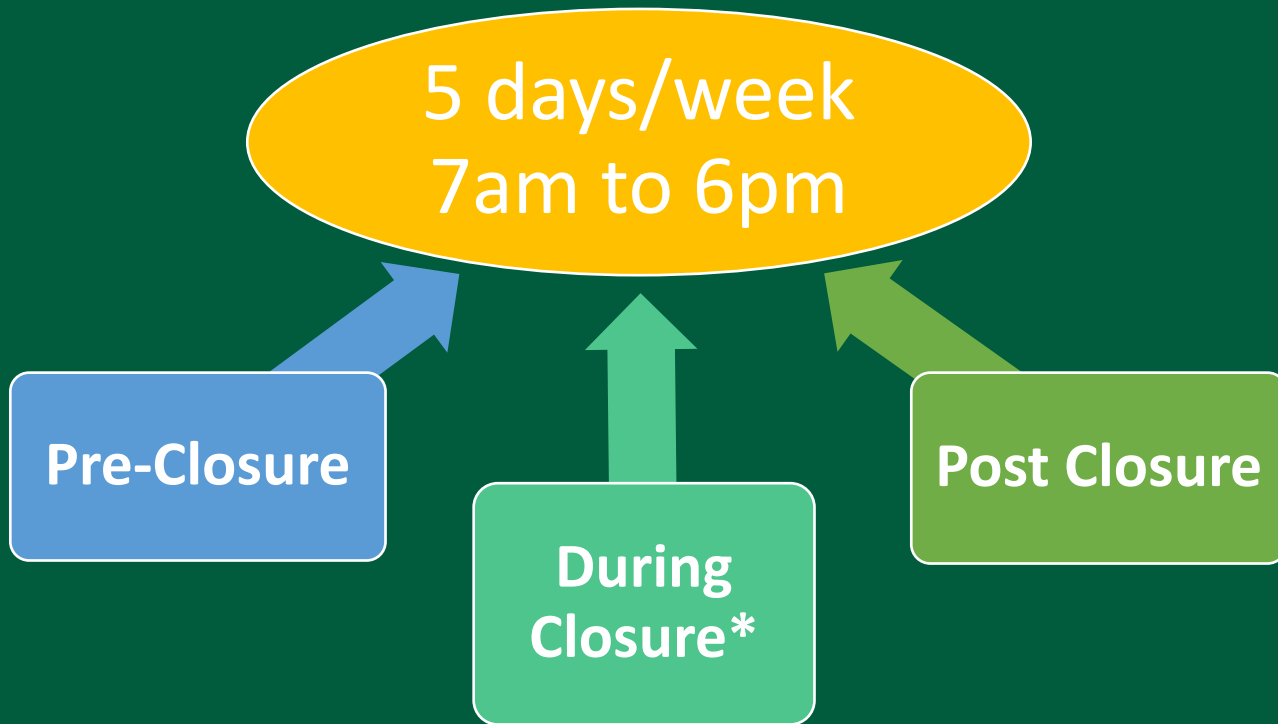 5 days/week
7am to 6pm
Pre-Closure
During
Closure*
Post Closure